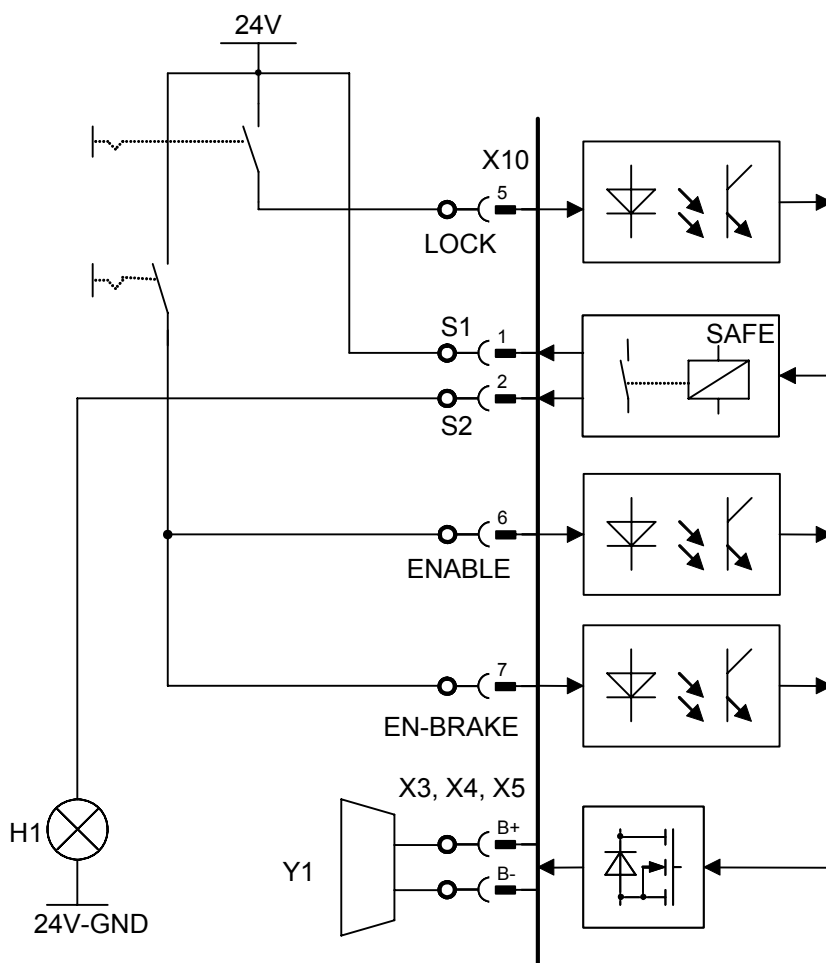 24V
X10
5
LOCK
S1
1
SAFE
2
S2
6
ENABLE
7
EN-BRAKE
X3, X4, X5
H1
B+
Y1
B-
24V-GND